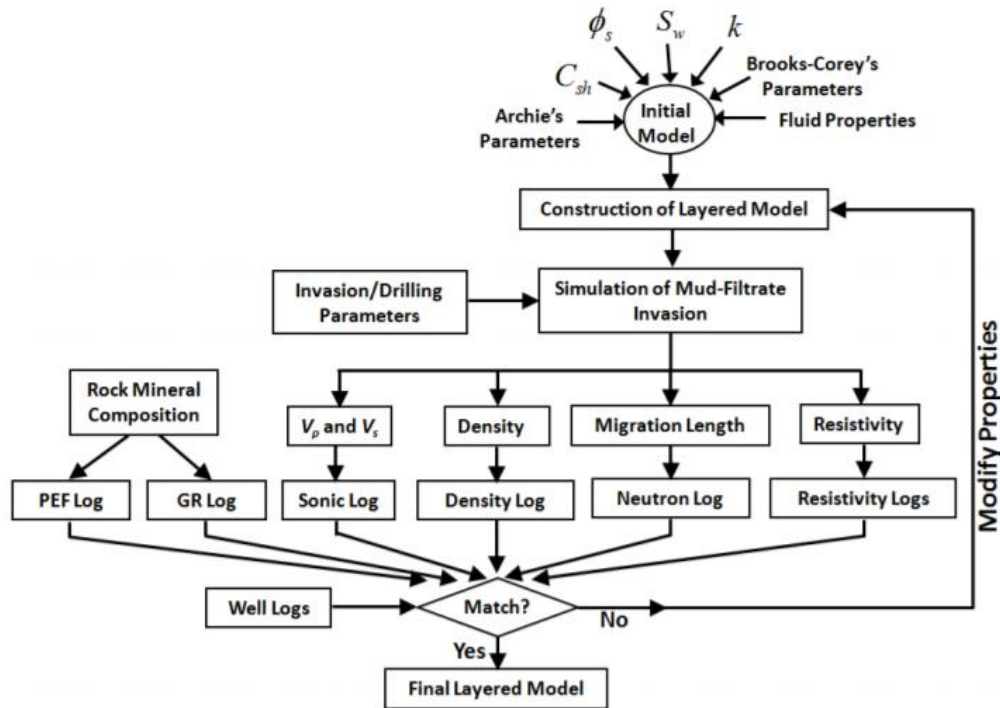 ϕs
Sw
k
Csh
Brooks-Corey's
Parameters
Archie's
Parameters
Initial
Model
Fluid Properties
Construction of Layered Model
Invasion/Drilling
Parameters
Simulation of Mud-Filtrate
Invasion
Modify Properties
Rock Mineral
Composition
Vp and Vs
Density
Migration Length
Resistivity
PEF Log
GR Log
Sonic Log
Density Log
Neutron Log
Resistivity Logs
Well Logs
Match?
No
Yes
Final Layered Model